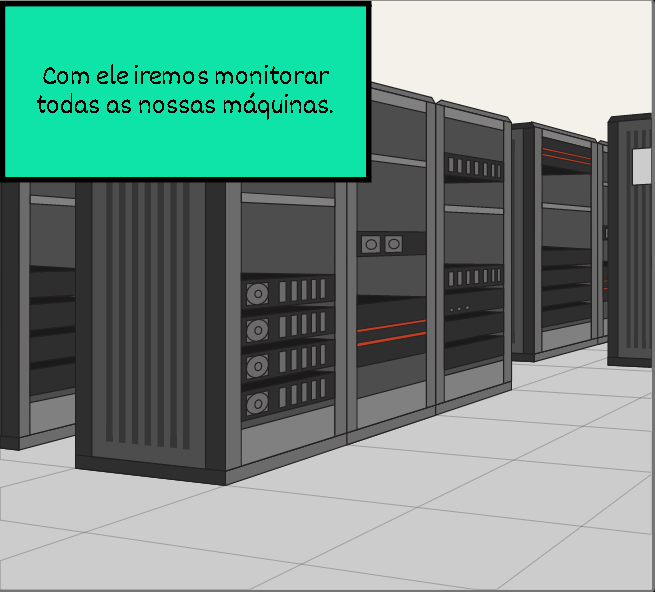 Com ele iremos monitorar
todas as nossas máquinas.